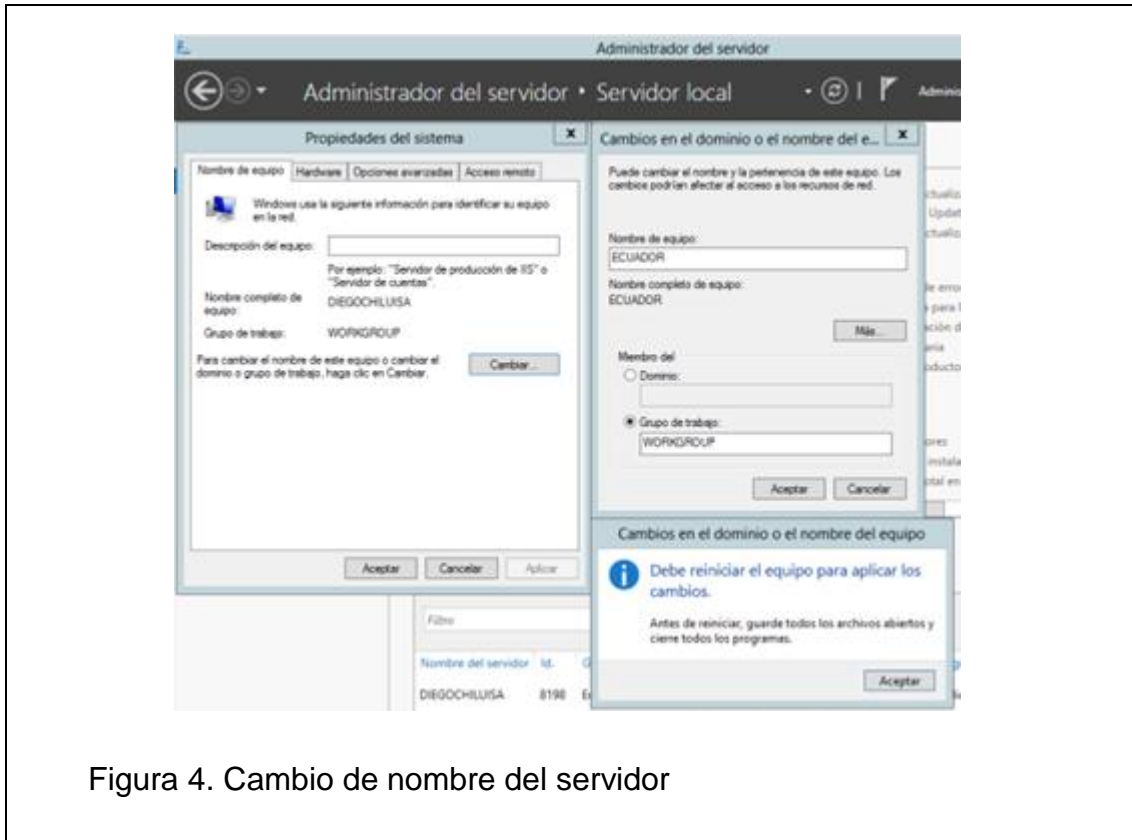 Administrador del servidor
Administrador del servidor • Servidor local
Propiedades del sistema
Nombre de equipo Hardware Opciones avanzadas Acceso remoto
Windows usa la siguiente información para identificar su equipo
en la red.
Descripción del equipo:
Por ejemplo: "Servidor de producción de IIS" o
"Servidor de cuentas".
Nombre completo de
equipo:
DIEGOCHILUISA
Grupo de trabajo: WORKGROUP
Para cambiar el nombre de este equipo o cambiar el
dominio o grupo de trabajo, haga clic en Cambiar.
Cambiar...
Aceptar Cancelar Aplicar
Cambios en el dominio o el nombre del e...
Puede cambiar el nombre y la pertenencia de este equipo. Los
cambios podrían afectar al acceso a los recursos de red.
Nombre de equipo:
ECUADOR
Nombre completo de equipo:
ECUADOR
Más...
Miembro del
Dominio:
Grupo de trabajo:
WORKGROUP
Aceptar Cancelar
Cambios en el dominio o el nombre del equipo
Debe reiniciar el equipo para aplicar los
cambios.
Antes de reiniciar, guarde todos los archivos abiertos y
cierre todos los programas.
Aceptar
Filtro
Nombre del servidor Id.
DIEGOCHILUISA 8198
Figura 4. Cambio de nombre del servidor